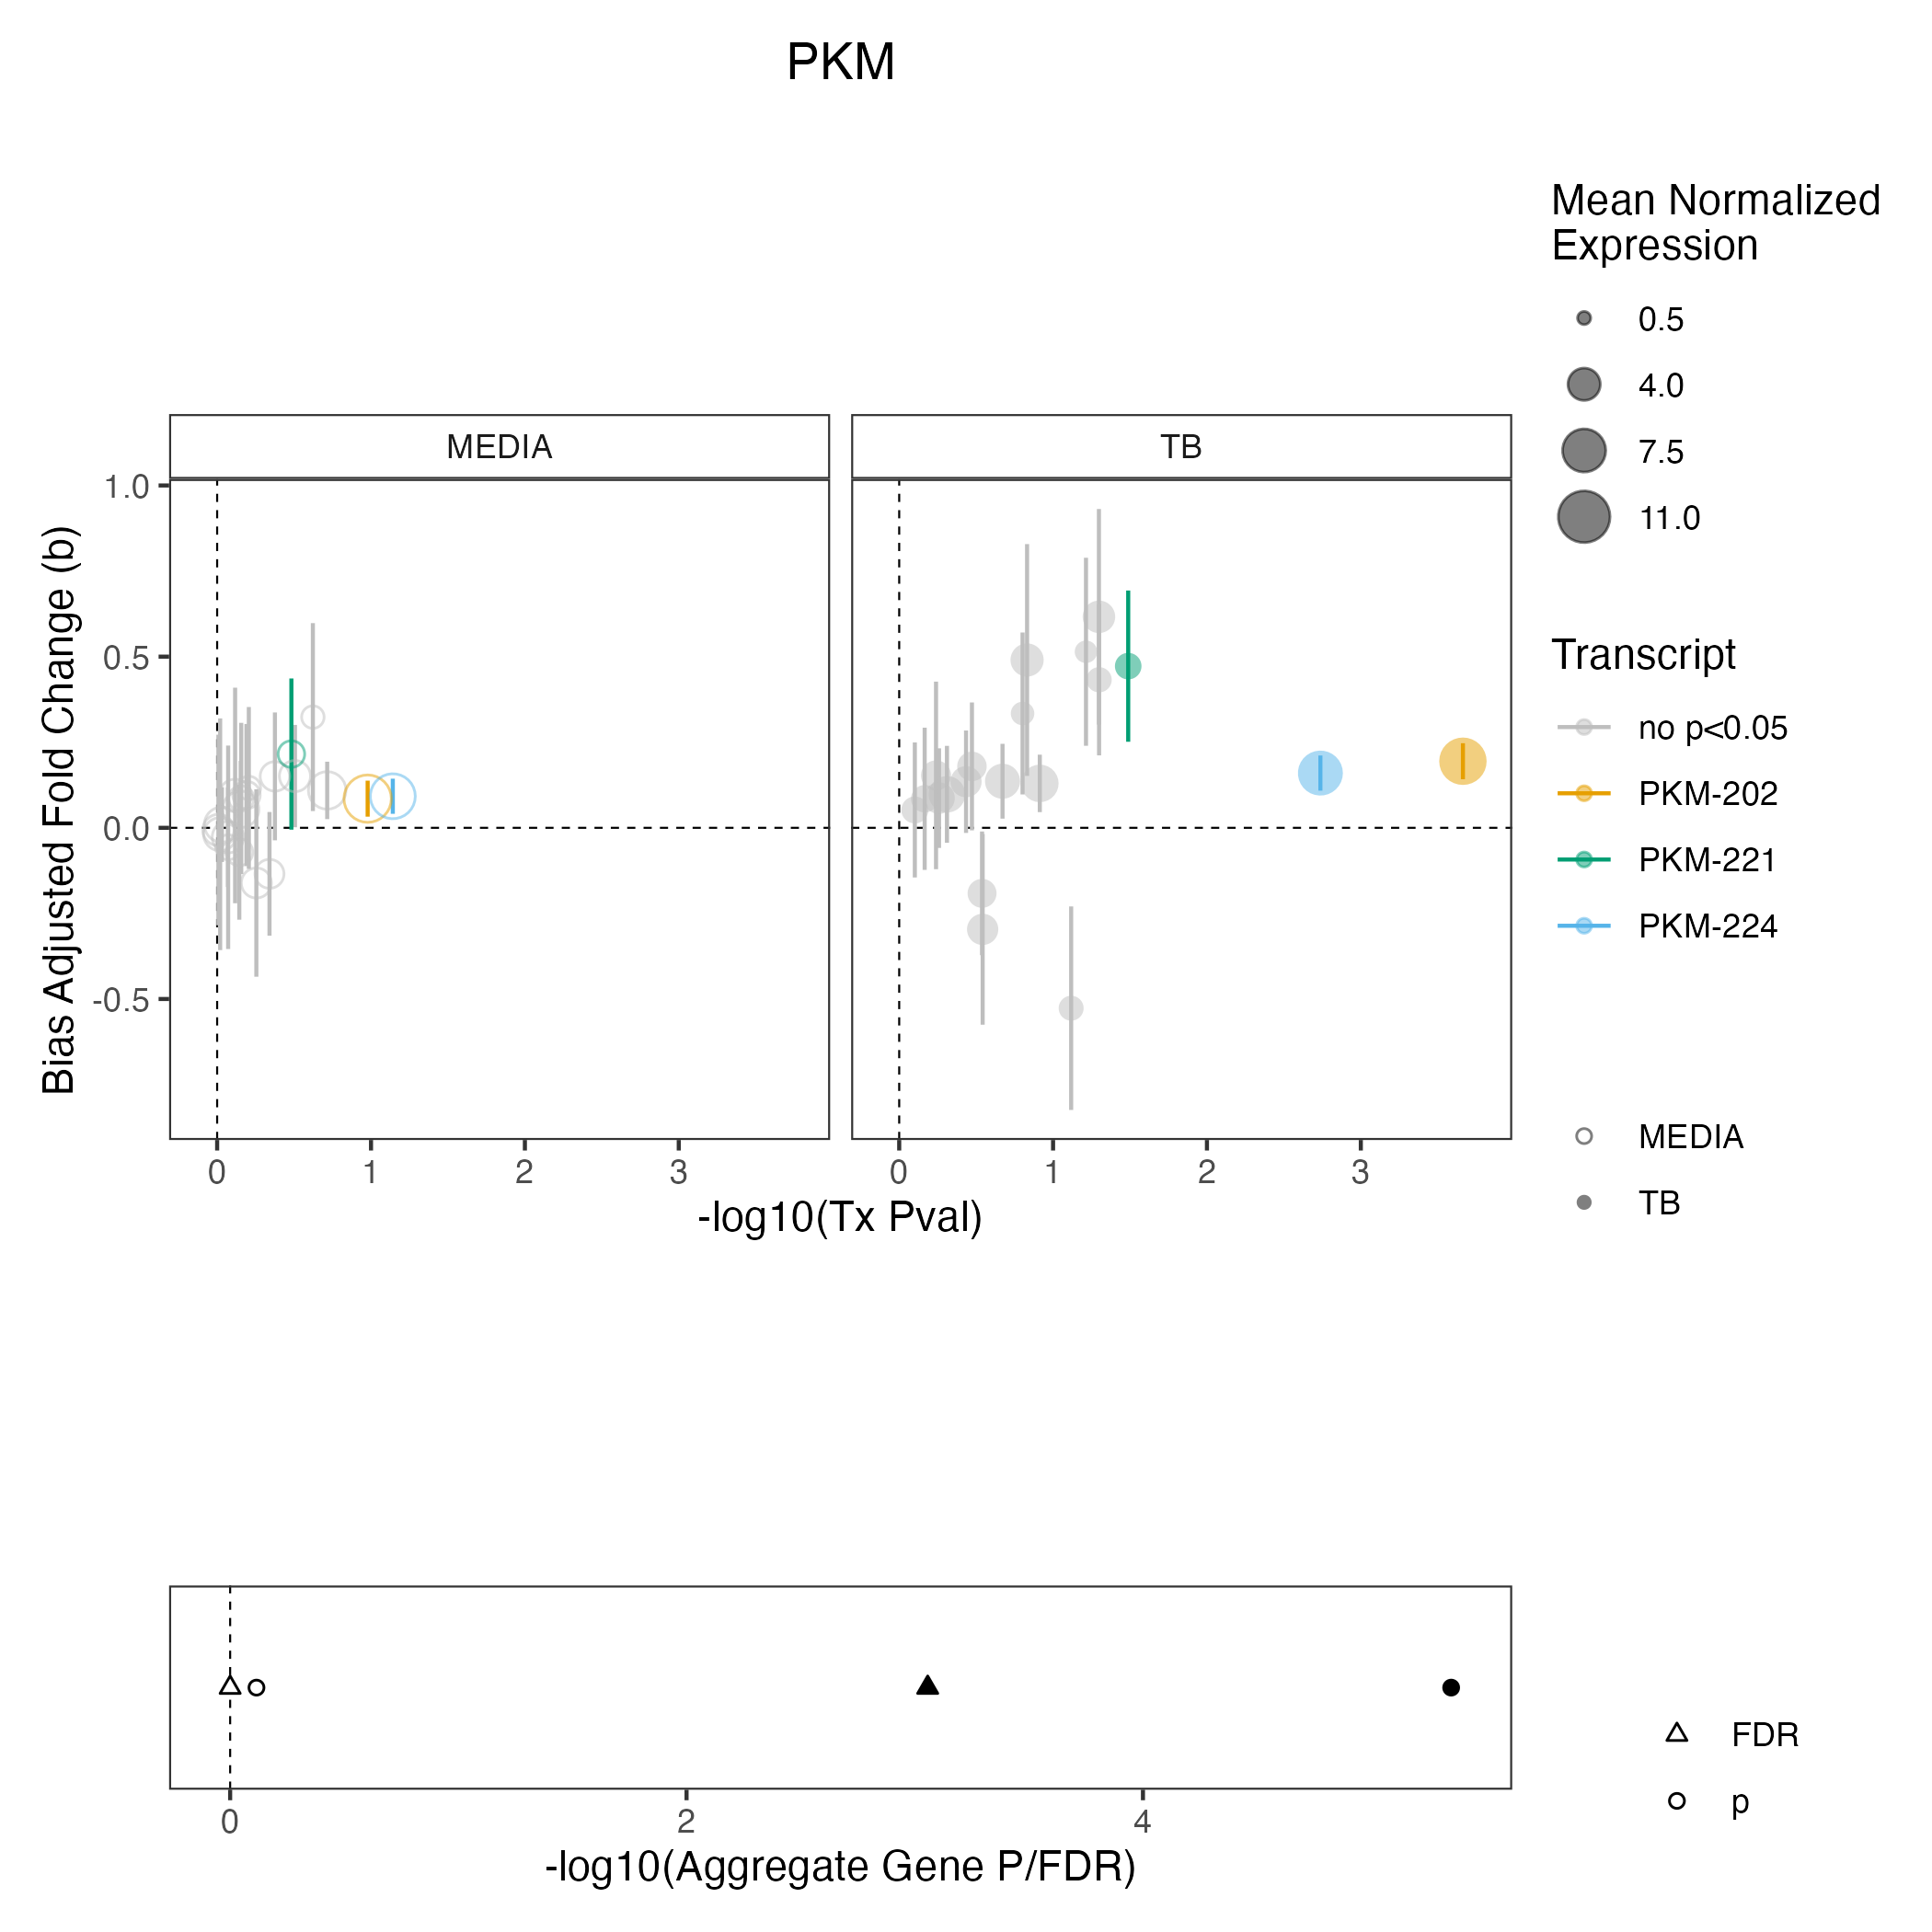 PKM
Mean Normalized
Expression
0.5
4.0
7.5
11.0
MEDIA
TB
1.0
0.5
0.0
-0.5
Bias Adjusted Fold Change (b)
0 1 2 3
0 1 2 3
-log10(Tx Pval)
Transcript
no p<0.05
PKM-202
PKM-221
PKM-224
MEDIA
TB
0 2 4
-log10(Aggregate Gene P/FDR)
FDR
p